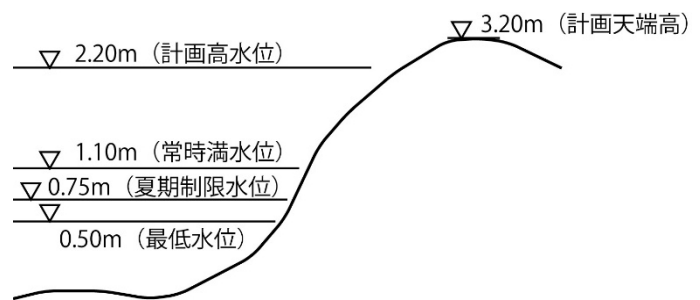 3.20m（計画天端高）
2.20m（計画高水位）
1.10m（常時満水位）
0.75m（夏期制限水位）
0.50m（最低水位）